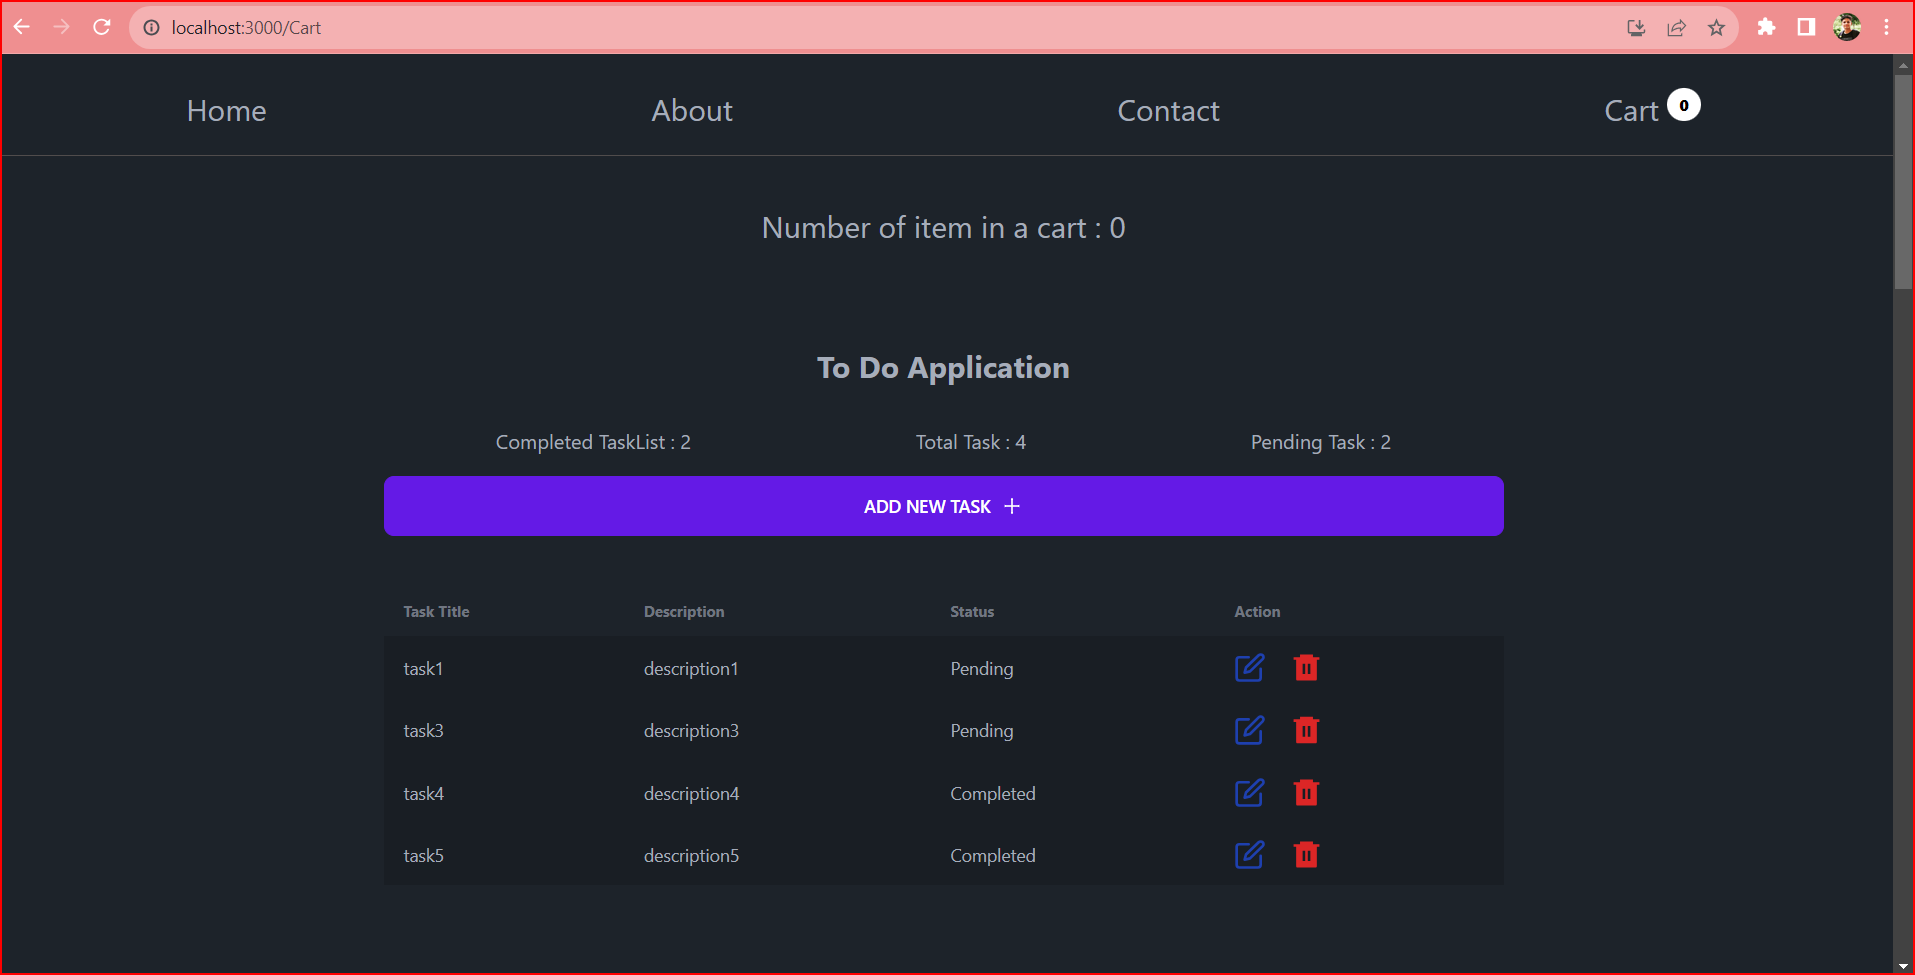 localhost:3000/Cart
Home About Contact Cart 0
Number of item in a cart : 0
To Do Application
Completed TaskList : 2 Total Task : 4 Pending Task : 2
ADD NEW TASK +
Task Title Description Status Action
task1 description1 Pending
task3 description3 Pending
task4 description4 Completed
task5 description5 Completed